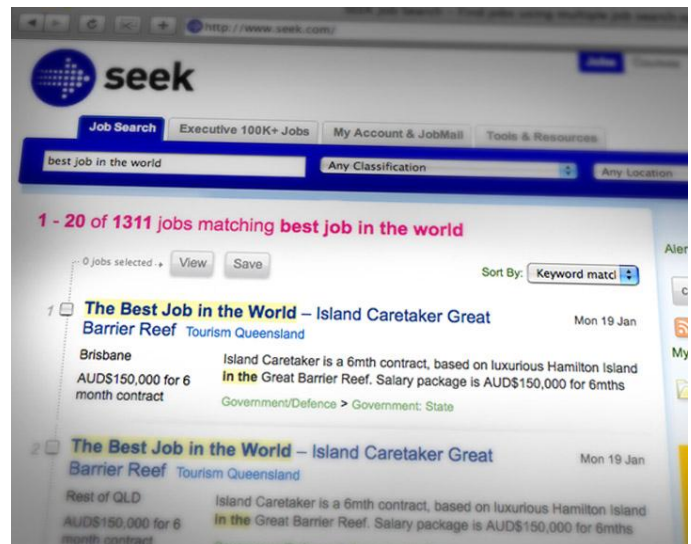 http://www.seek.com/
seek
Jobs
Job Search
Executive 100K+ Jobs
My Account & JobMail
Tools & Resources
best job in the world
Any Classification
Any Location
1 - 20 of 1311 jobs matching best job in the world
0 jobs selected
View
Save
Sort By:
Keyword matcl
Aler
My
1
The Best Job in the World – Island Caretaker Great
Barrier Reef Tourism Queensland
Mon 19 Jan
Brisbane
AUD$150,000 for 6
month contract
Island Caretaker is a 6mth contract, based on luxurious Hamilton Island
in the Great Barrier Reef. Salary package is AUD$150,000 for 6mths
Government/Defence > Government: State
2
The Best Job in the World – Island Caretaker Great
Barrier Reef Tourism Queensland
Mon 19 Jan
Rest of QLD
AUD$150,000 for 6
month contract
Island Caretaker is a 6mth contract, based on luxurious Hamilton Island
in the Great Barrier Reef. Salary package is AUD$150,000 for 6mths